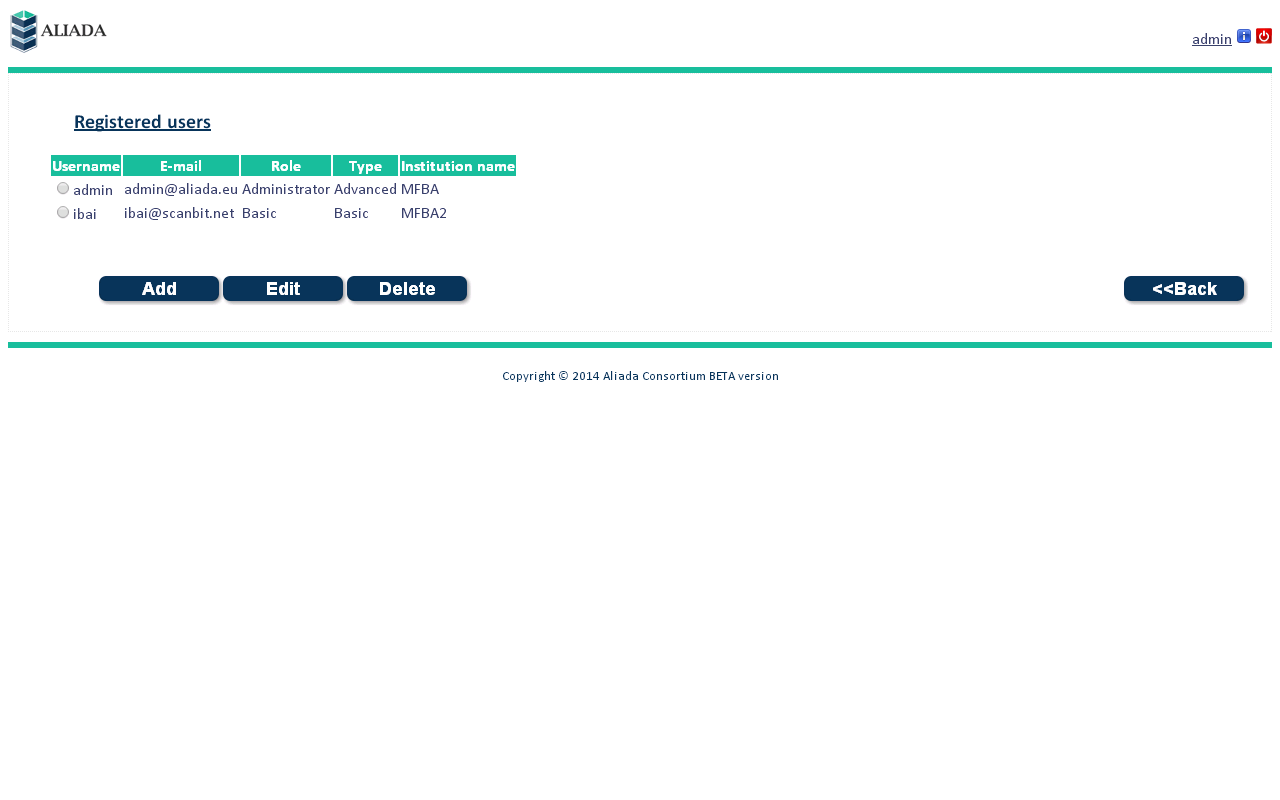 ALIADA
admin
Registered users
Username E-mail Role Type Institution name
admin admin@aliada.eu Administrator Advanced MFBA
ibai ibai@scanbit.net Basic Basic MFBA2
Add Edit Delete <<Back
Copyright © 2014 Aliada Consortium BETA version